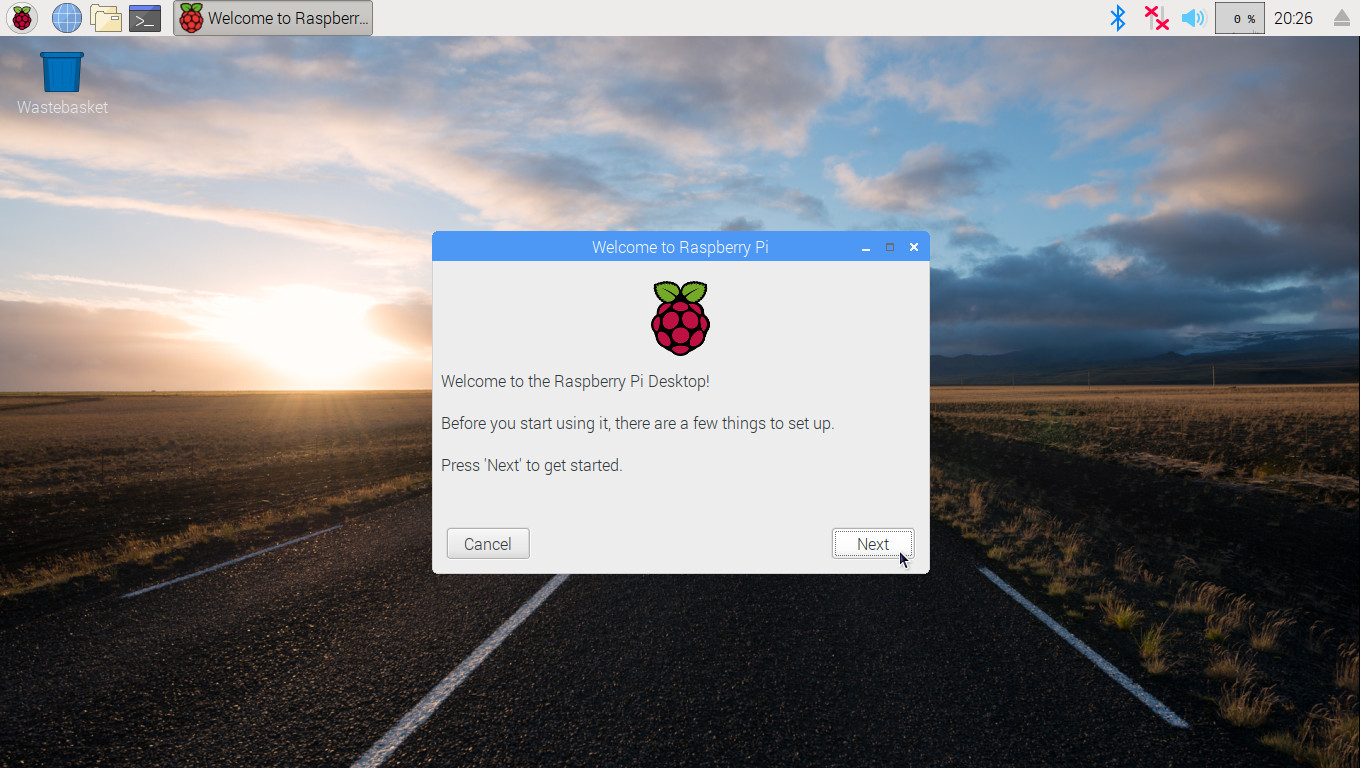 Welcome to Raspberr...
0 %
20:26
Wastebasket
Welcome to Raspberry Pi
Welcome to the Raspberry Pi Desktop!
Before you start using it, there are a few things to set up.
Press 'Next' to get started.
Cancel
Next